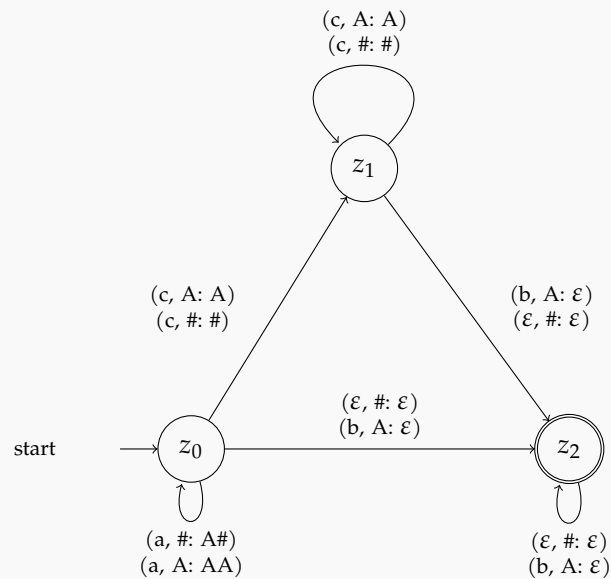 (c, A: A)
(c, #: #)
z₁
(c, A: A)
(c, #: #)
(b, A: ε)
(ε, #: ε)
(ε, #: ε)
(b, A: ε)
start
z₀
z₂
(a, #: A#)
(a, A: AA)
(ε, #: ε)
(b, A: ε)